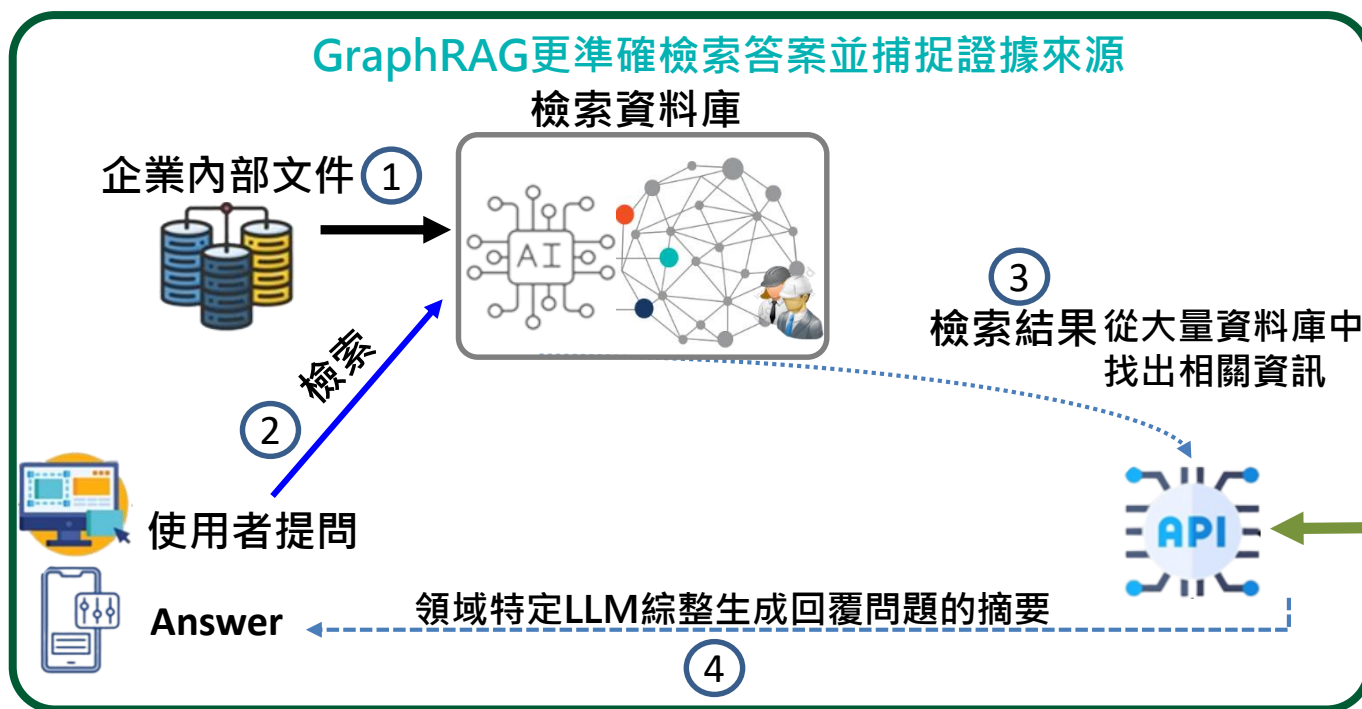 GraphRAG更準確檢索答案並捕捉證據來源
檢索資料庫
企業內部文件 1
AI
2 檢索
3
檢索結果 從大量資料庫中
找出相關資訊
使用者提問
API
Answer
領域特定LLM綜整生成回覆問題的摘要
4